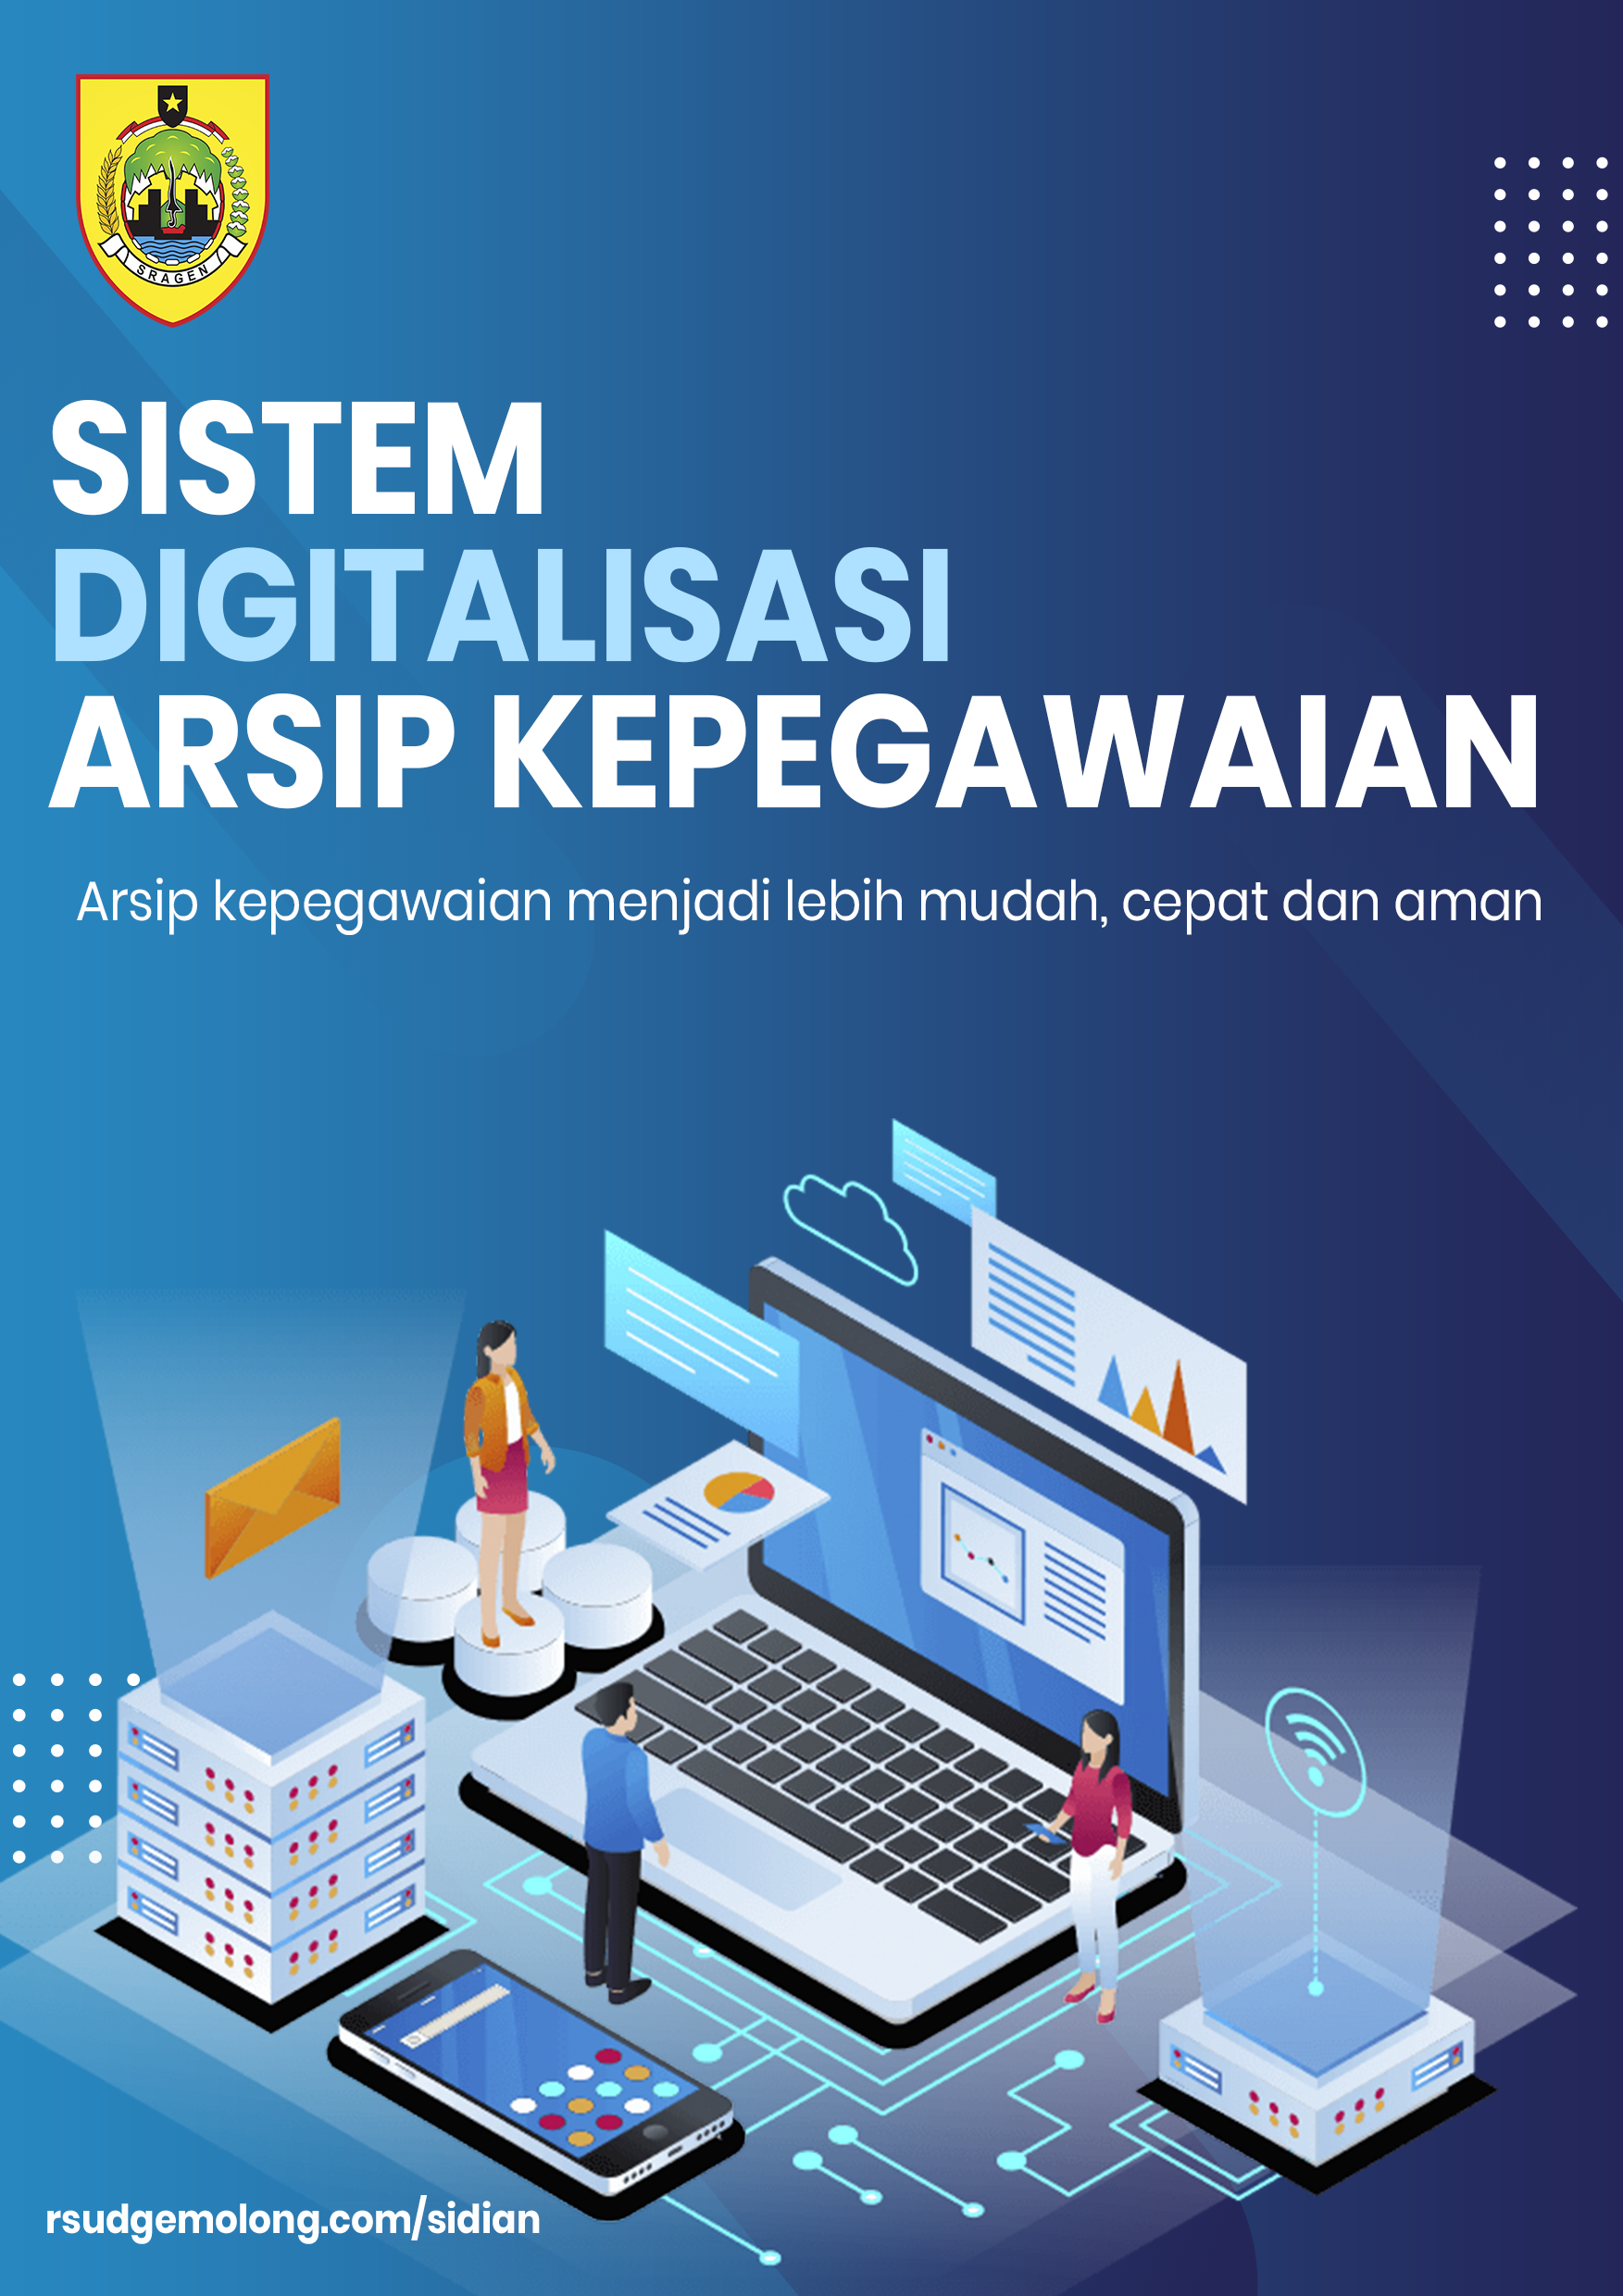 SRAGEN
SISTEM
DIGITALISASI
ARSIP KEPEGAWAIAN
Arsip kepegawaian menjadi lebih mudah, cepat dan aman
rsudgemolong.com/sidian